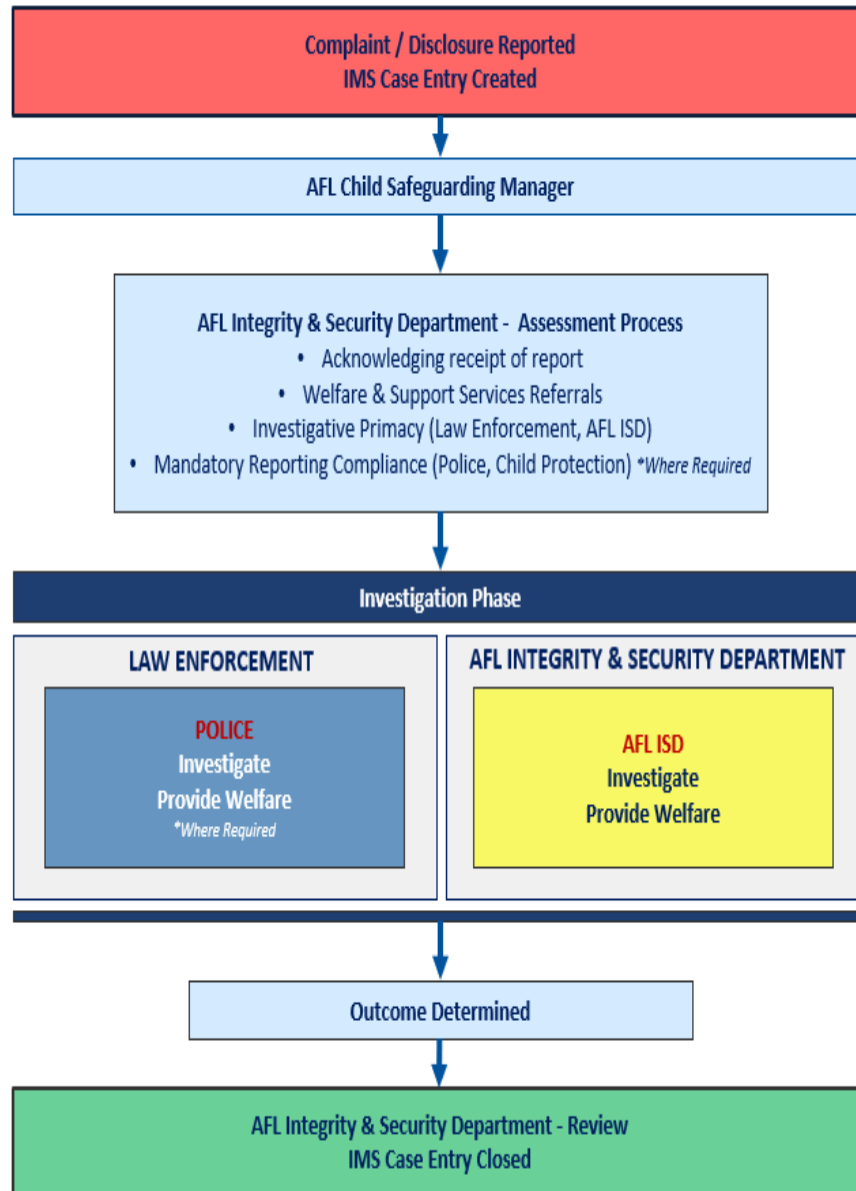 Complaint / Disclosure Reported
IMS Case Entry Created
AFL Child Safeguarding Manager
AFL Integrity & Security Department -  Assessment Process
• Acknowledging receipt of report
• Welfare & Support Services Referrals
• Investigative Primacy (Law Enforcement, AFL ISD)
• Mandatory Reporting Compliance (Police, Child Protection) *Where Required
Investigation Phase
LAW ENFORCEMENT
POLICE
Investigate
Provide Welfare
*Where Required
AFL INTEGRITY & SECURITY DEPARTMENT
AFL ISD
Investigate
Provide Welfare
Outcome Determined
AFL Integrity & Security Department - Review
IMS Case Entry Closed